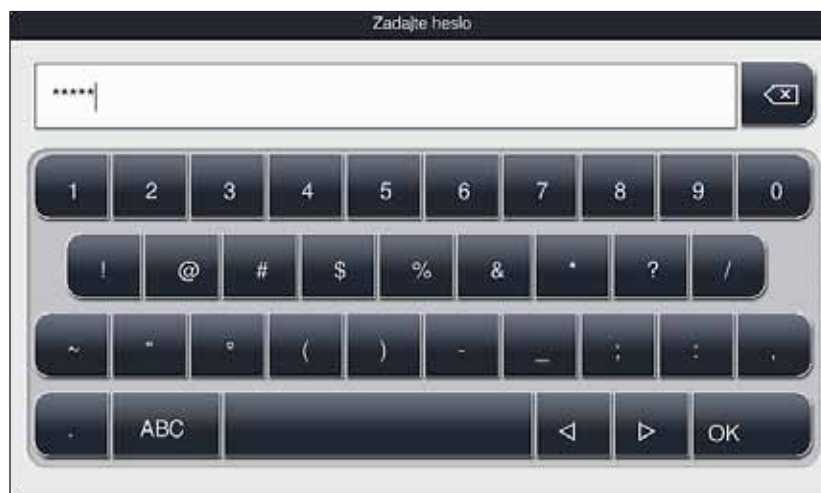 Zadajte heslo
*****
1 2 3 4 5 6 7 8 9 0
! @ # $ % & * ? /
~ " ° ( ) - _ ; : ,
. ABC ◁ ▷ OK